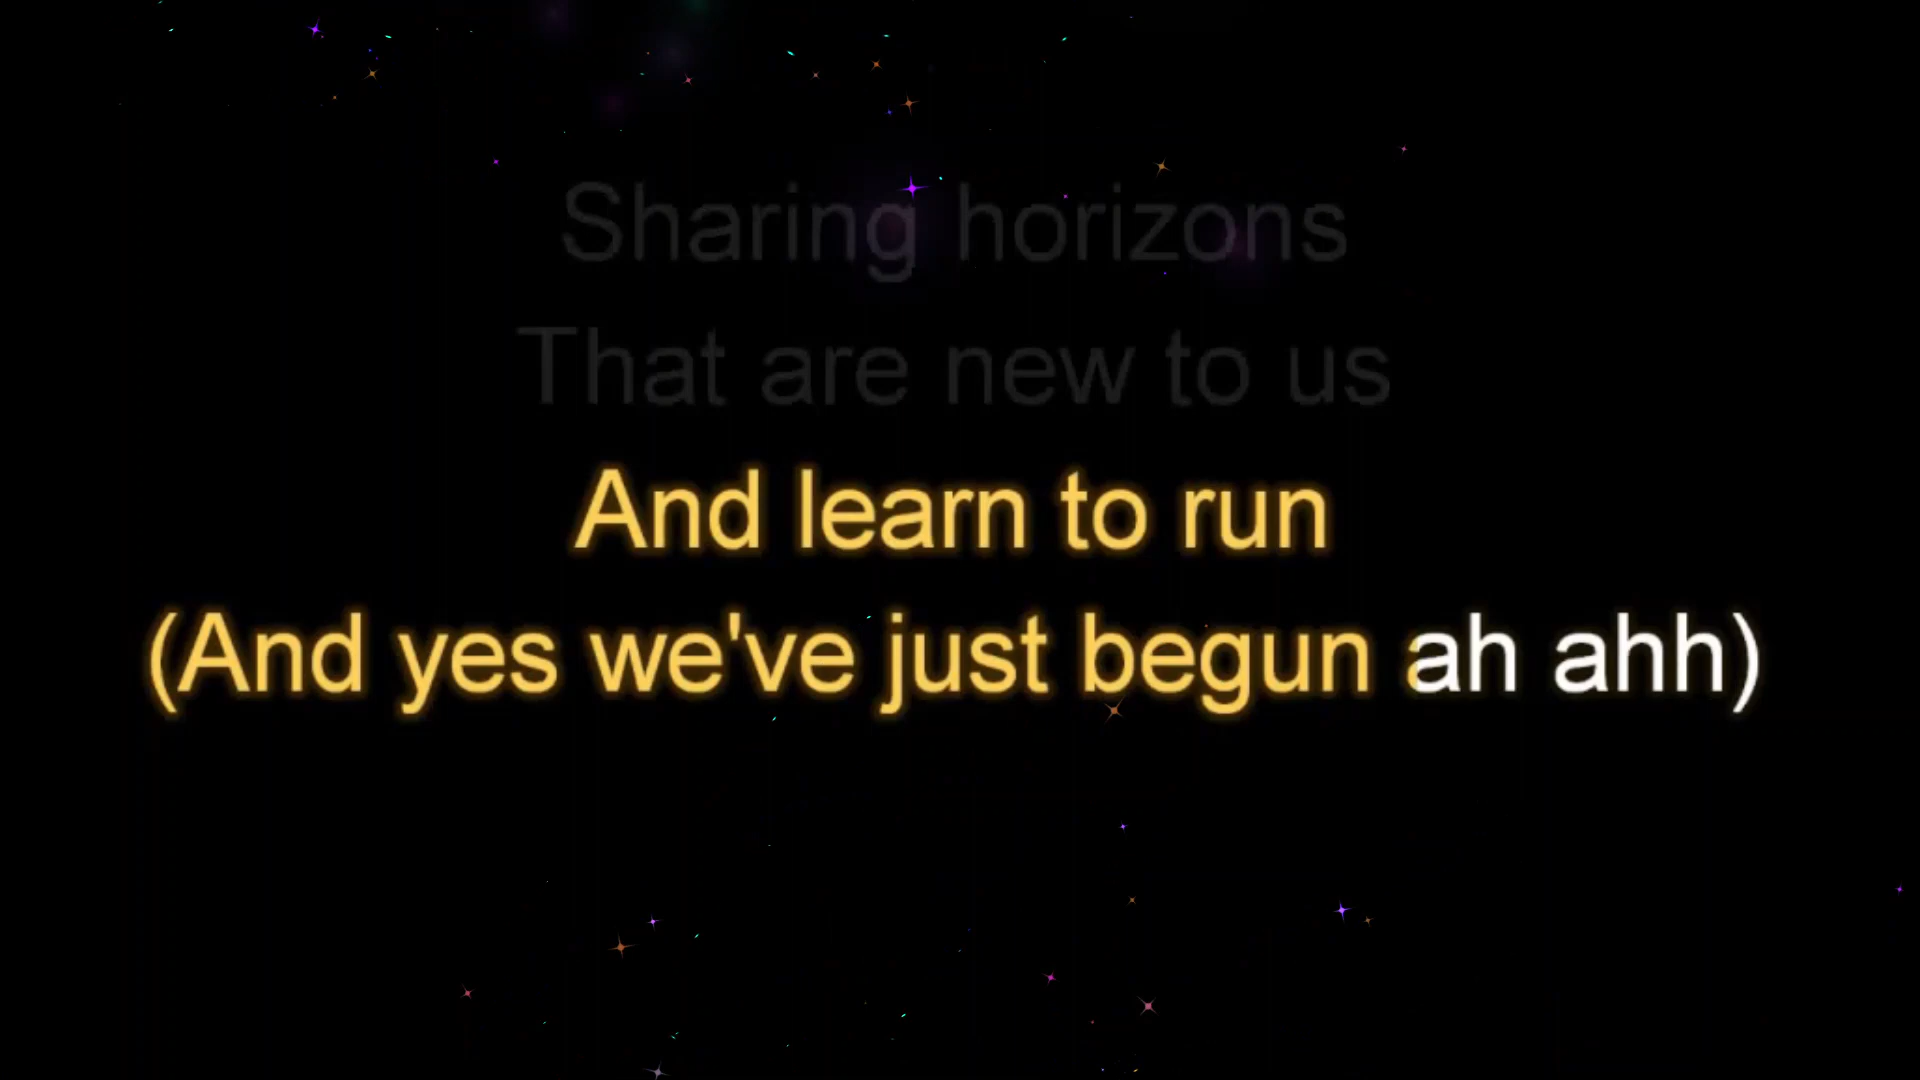 Sharing horizons
That are new to us
And learn to run
(And yes we've just begun ah ahh)